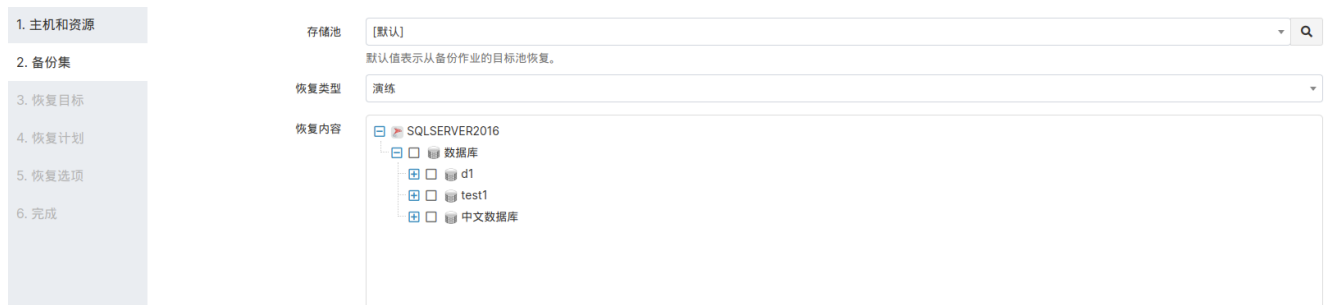 1. 主机和资源
2. 备份集
3. 恢复目标
4. 恢复计划
5. 恢复选项
6. 完成
存储池 [默认]
默认值表示从备份作业的目标池恢复。
恢复类型 演练
恢复内容 SQLSERVER2016
数据库
d1
test1
中文数据库